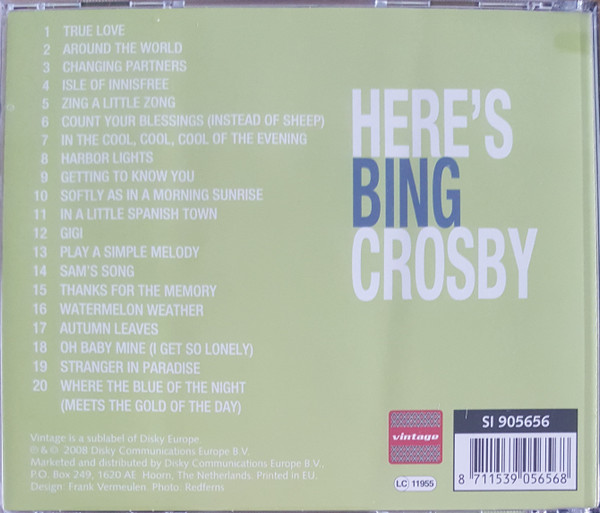 1 TRUE LOVE
2 AROUND THE WORLD
3 CHANGING PARTNERS
4 ISLE OF INNISFREE
5 ZING A LITTLE ZONG
6 COUNT YOUR BLESSINGS (INSTEAD OF SHEEP)
7 IN THE COOL, COOL, COOL OF THE EVENING
8 HARBOR LIGHTS
9 GETTING TO KNOW YOU
10 SOFTLY AS IN A MORNING SUNRISE
11 IN A LITTLE SPANISH TOWN
12 GIGI
13 PLAY A SIMPLE MELODY
14 SAM'S SONG
15 THANKS FOR THE MEMORY
16 WATERMELON WEATHER
17 AUTUMN LEAVES
18 OH BABY MINE (I GET SO LONELY)
19 STRANGER IN PARADISE
20 WHERE THE BLUE OF THE NIGHT
(MEETS THE GOLD OF THE DAY)
HERE'S
BING
CROSBY
Vintage is a sublabel of Disky Europe.
℗ & © 2008 Disky Communications Europe B.V.
Marketed and distributed by Disky Communications Europe B.V.,
P.O. Box 249, 1620 AE Hoorn, The Netherlands. Printed in EU.
Design: Frank Vermeulen Photo: Redferns
vintage
LC 11955
SI 905656
8 711539 056568